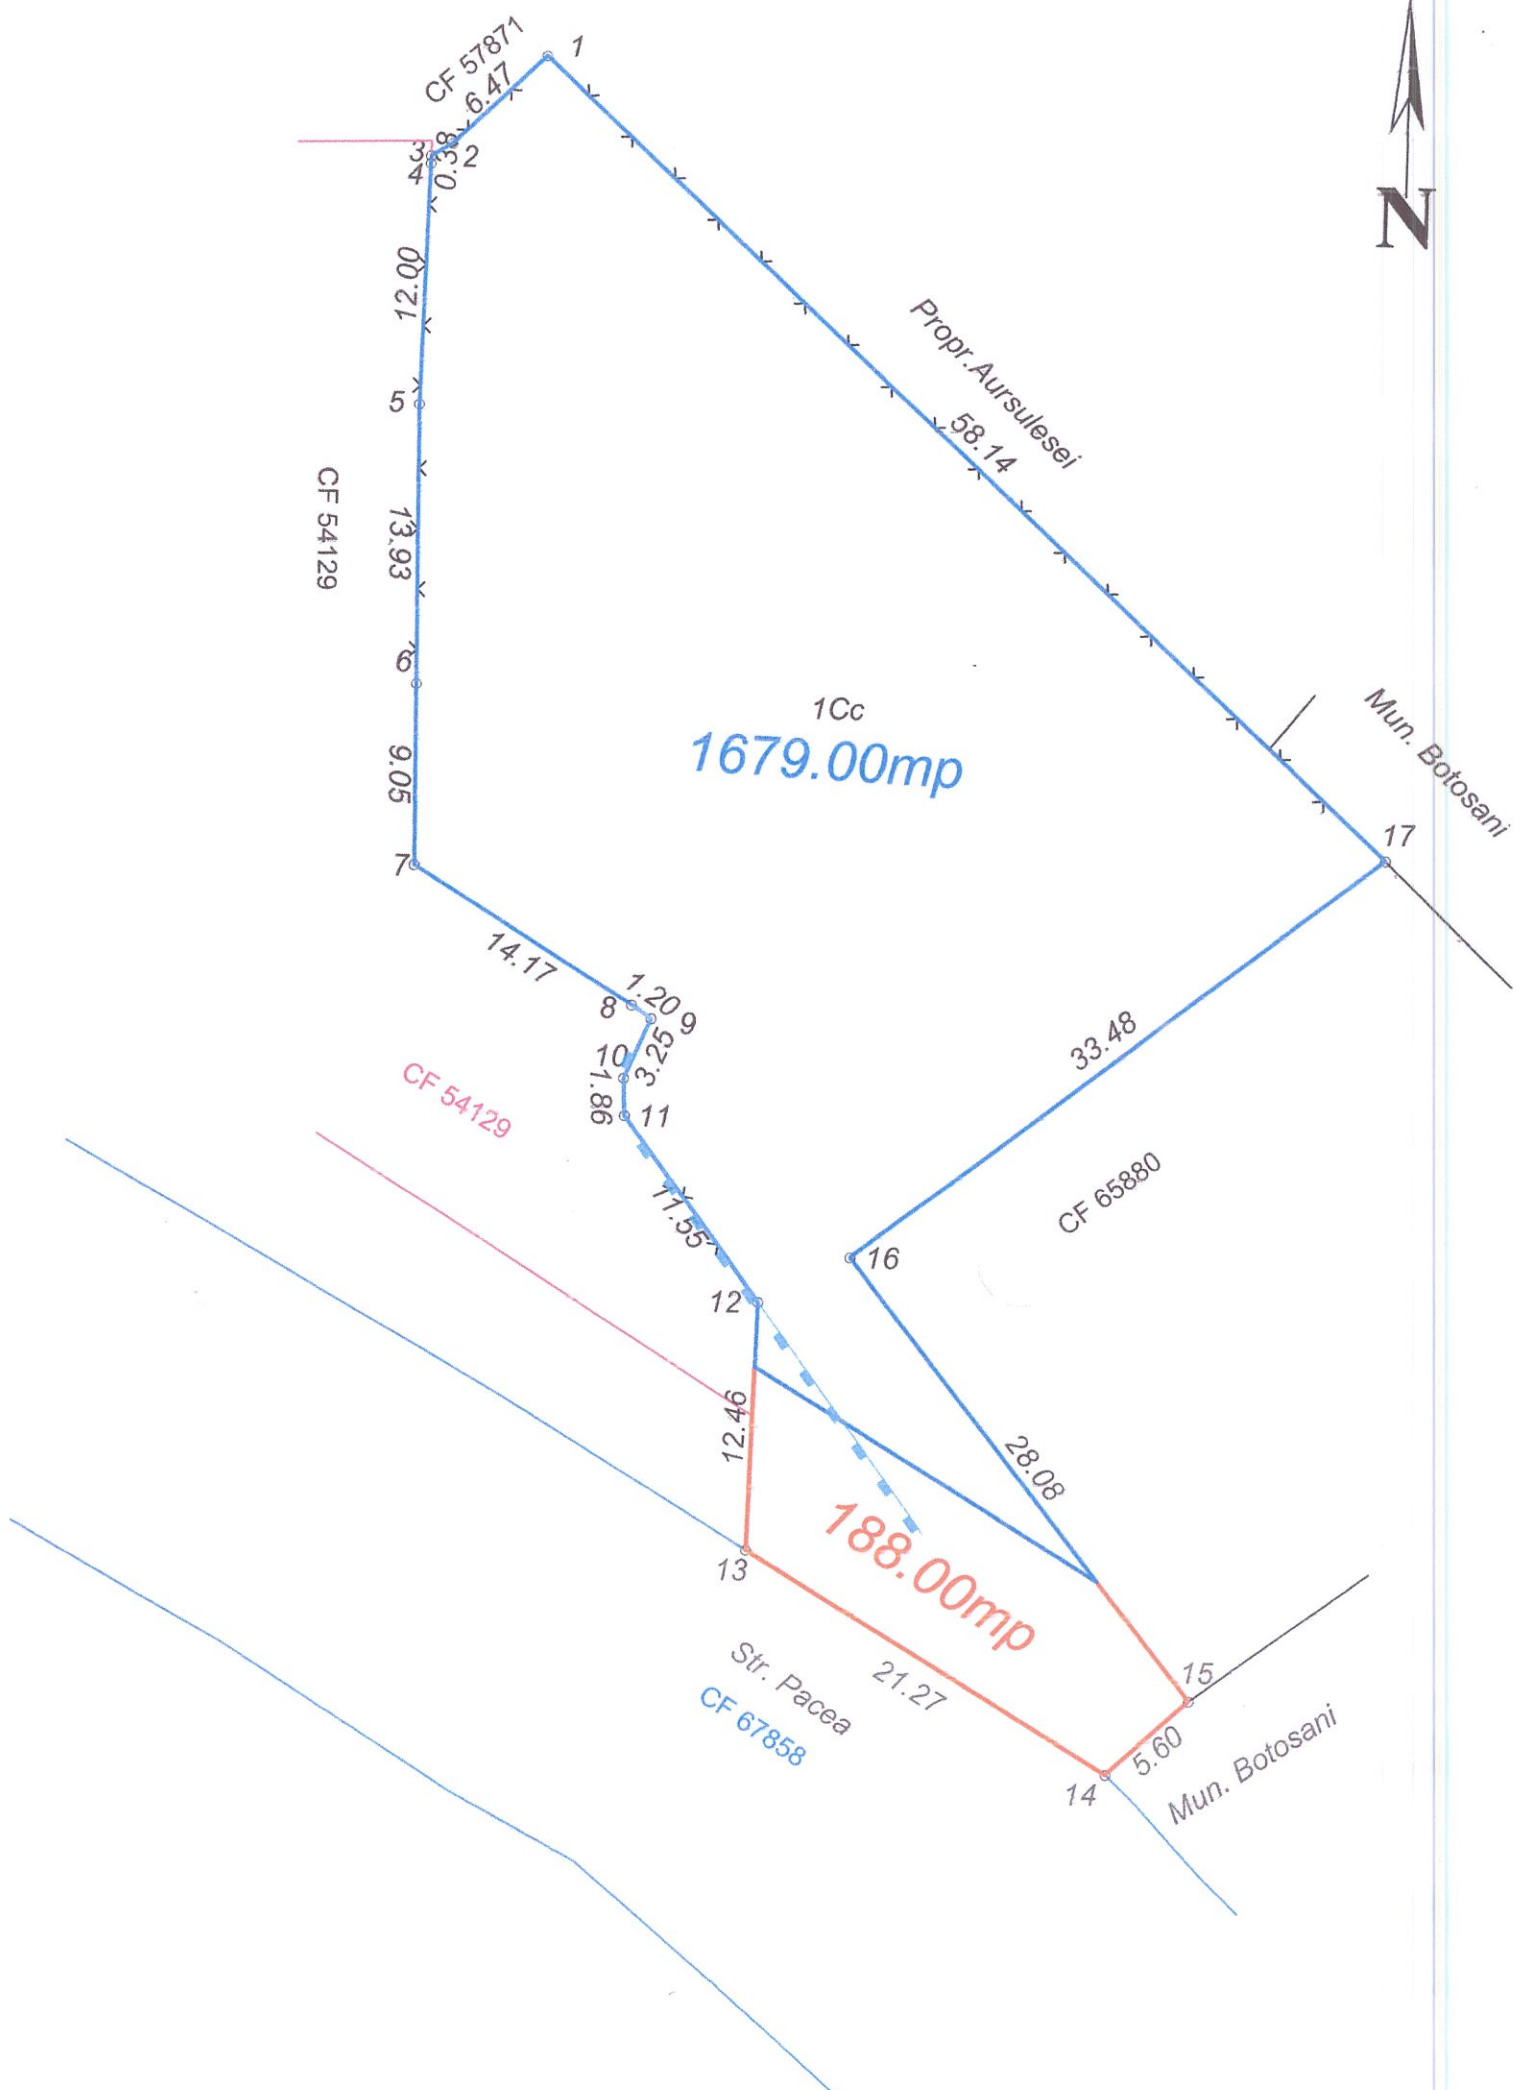 1
CF 57871
6.47
N
3
0.38
2
4
12.00
Propr.Aursulesei
5
58.14
CF 54129
13.93
6
Mun. Botosani
1Cc
1679.00mp
9.05
17
7
14.17
1.20
8
9
33.48
3.25
10
CF 54129
1.86
11
CF 65880
11.55
16
12
12.46
28.08
188.00mp
13
Str. Pacea
CF 67858
21.27
15
5.60
14
Mun. Botosani